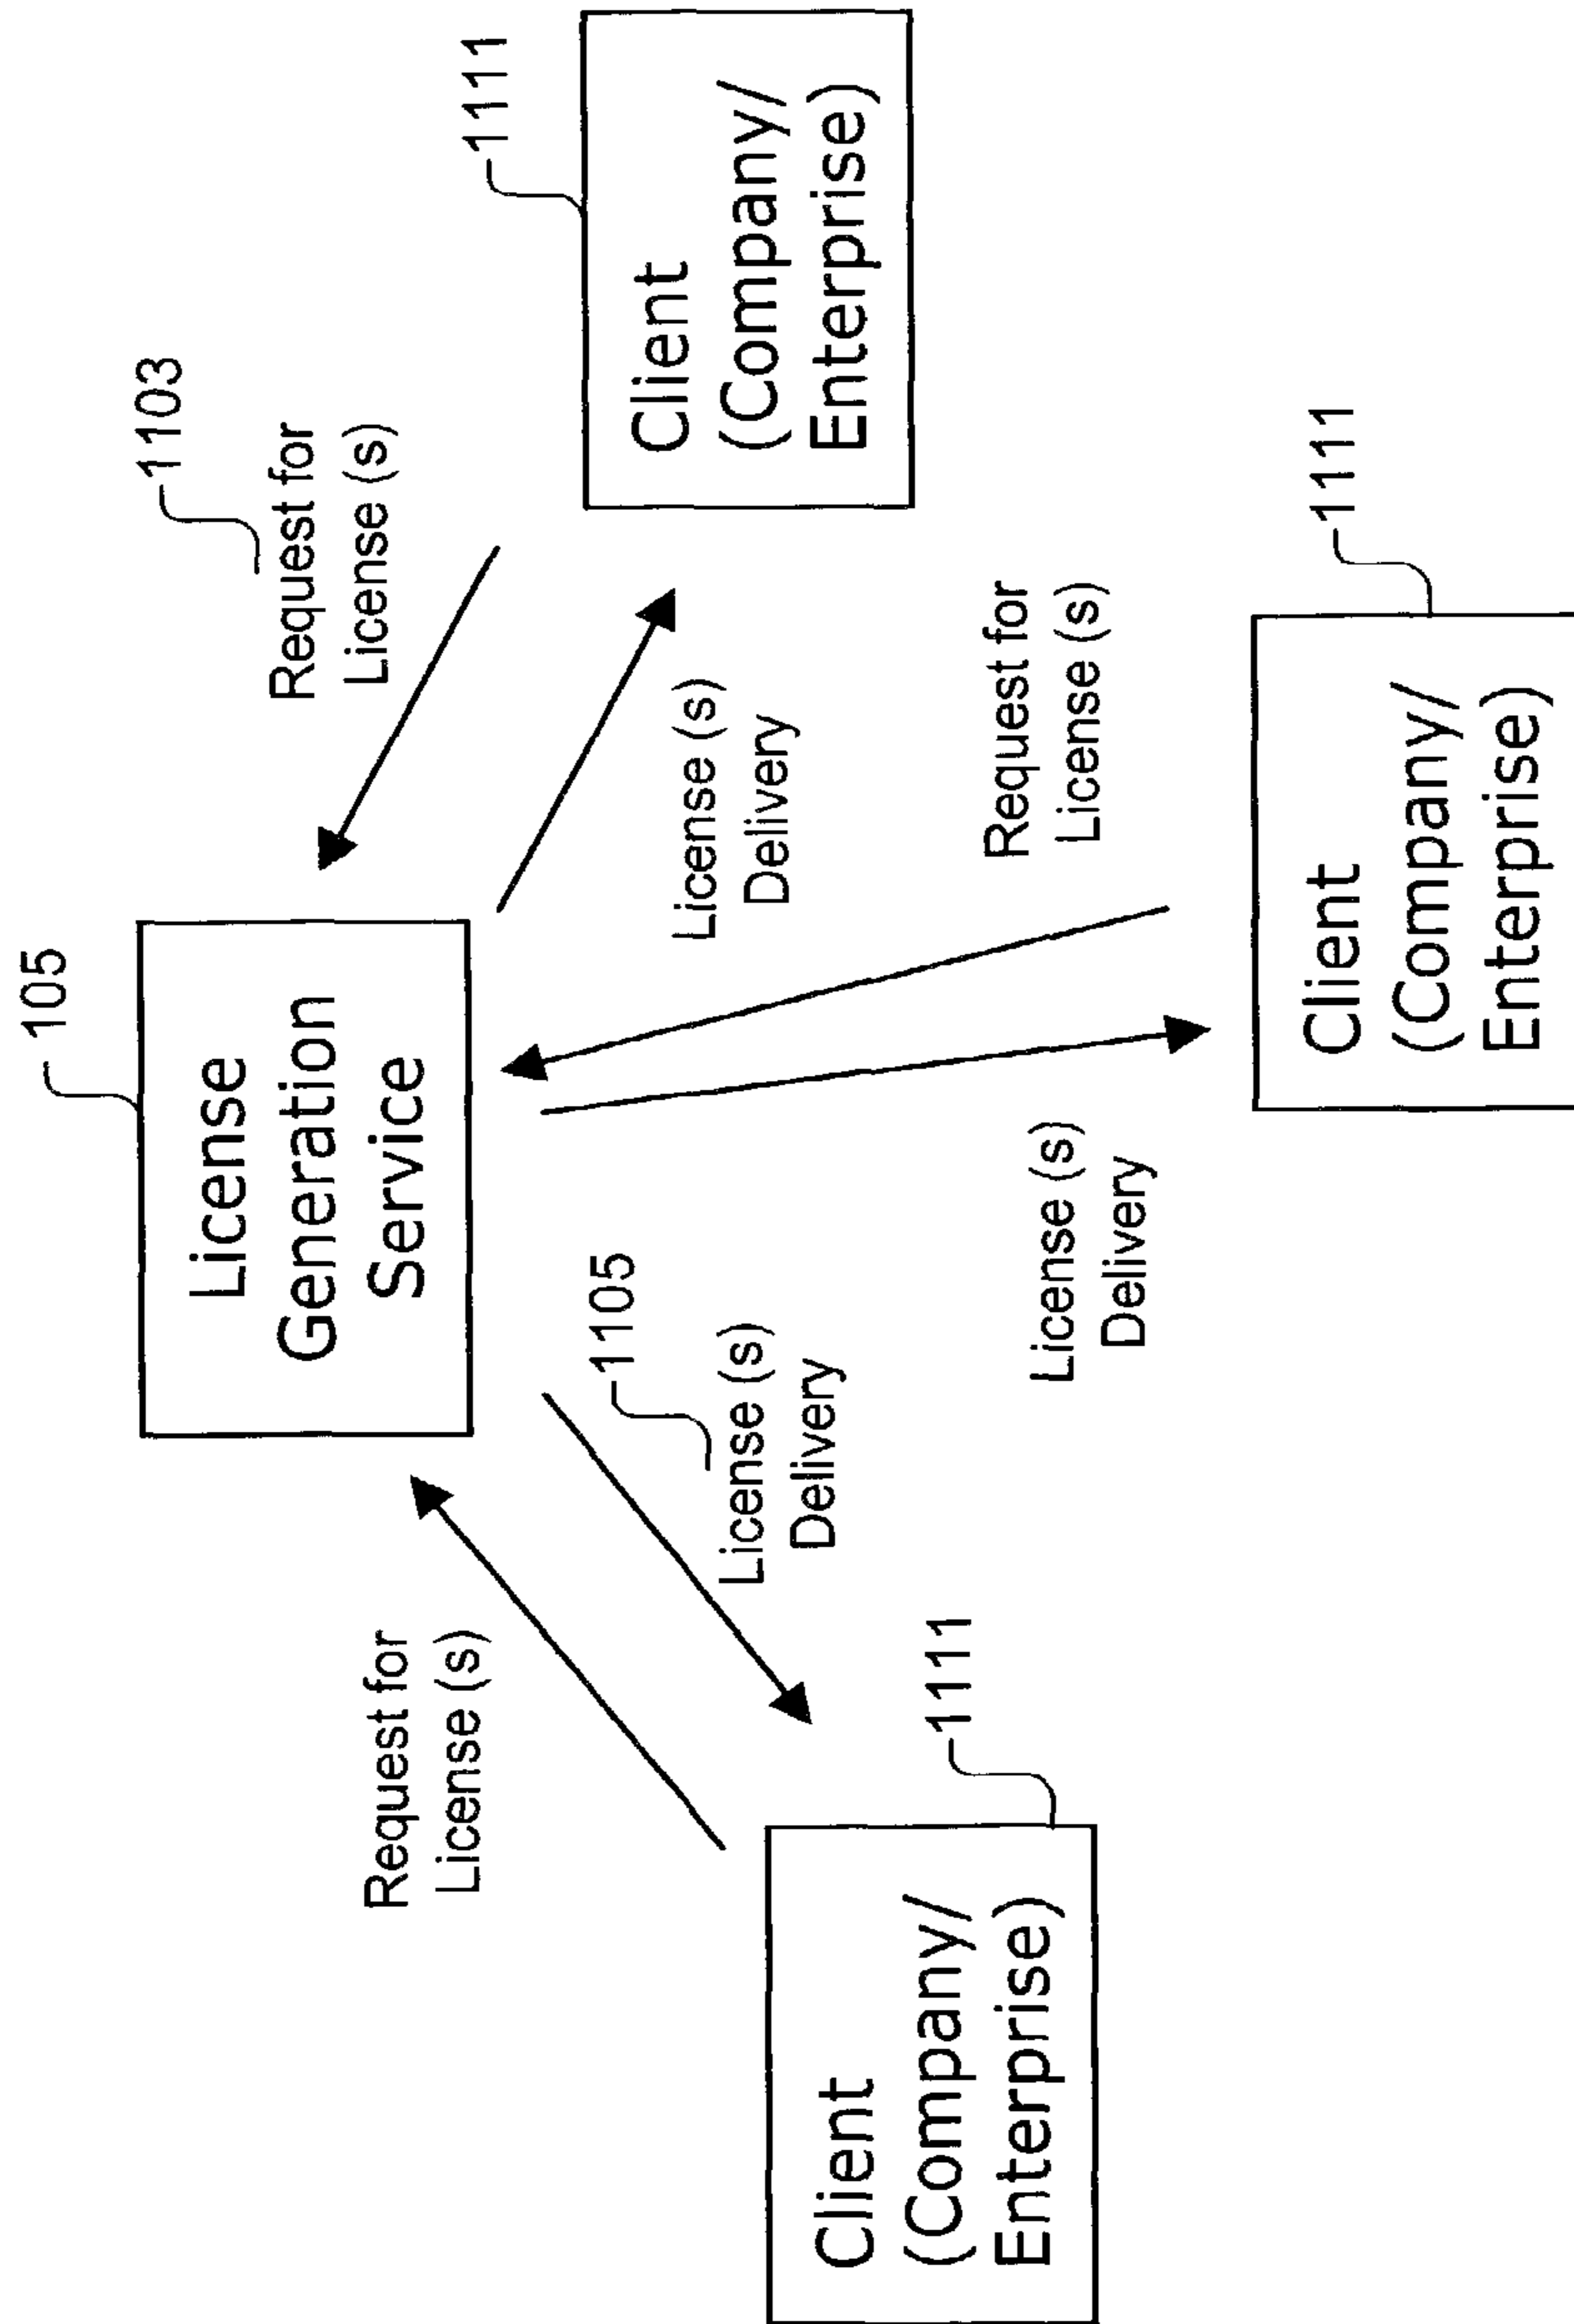 105
License
Generation
Service
1103
Request for
License (s)
Request for
License (s)
1105
License (s)
Delivery
License (s)
Delivery
1111
Client
(Company/
Enterprise)
1111
Client
(Company/
Enterprise)
License (s)
Delivery
Request for
License (s)
1111
Client
(Company/
Enterprise)